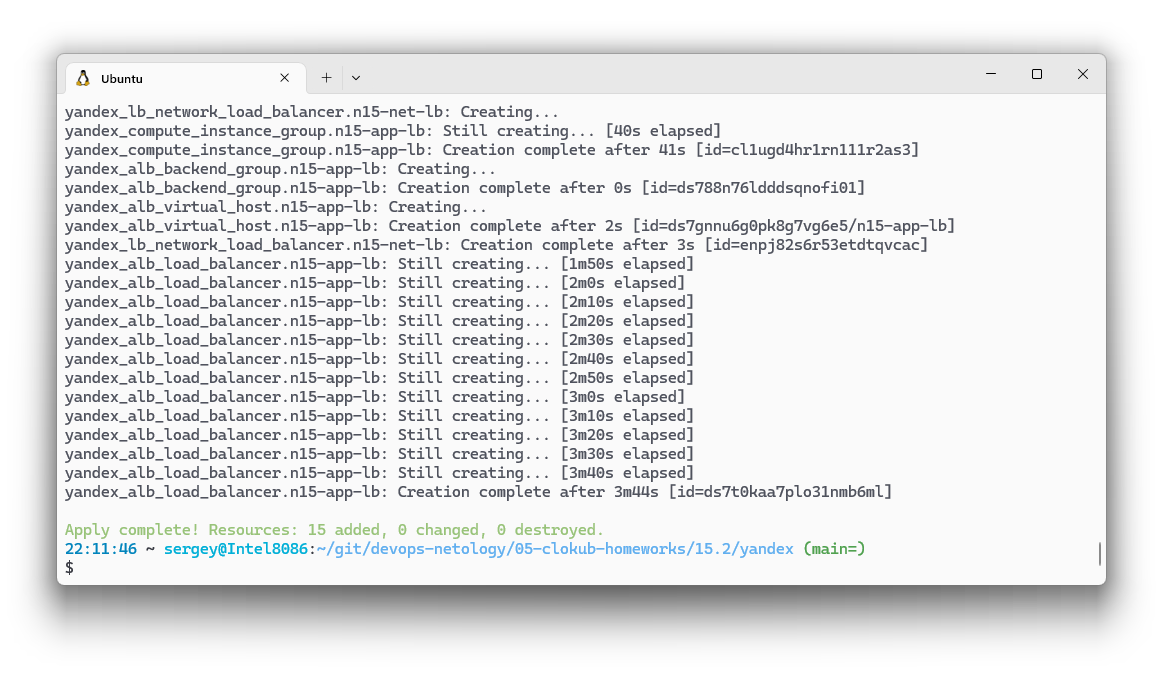 Ubuntu
yandex_lb_network_load_balancer.n15-net-lb: Creating...
yandex_compute_instance_group.n15-app-lb: Still creating... [40s elapsed]
yandex_compute_instance_group.n15-app-lb: Creation complete after 41s [id=cl1ugd4hr1rn111r2as3]
yandex_alb_backend_group.n15-app-lb: Creating...
yandex_alb_backend_group.n15-app-lb: Creation complete after 0s [id=ds788n76ldddsqnofi01]
yandex_alb_virtual_host.n15-app-lb: Creating...
yandex_alb_virtual_host.n15-app-lb: Creation complete after 2s [id=ds7gnnu6g0pk8g7vg6e5/n15-app-lb]
yandex_lb_network_load_balancer.n15-net-lb: Creation complete after 3s [id=enpj82s6r53etdtqvcac]
yandex_alb_load_balancer.n15-app-lb: Still creating... [1m50s elapsed]
yandex_alb_load_balancer.n15-app-lb: Still creating... [2m0s elapsed]
yandex_alb_load_balancer.n15-app-lb: Still creating... [2m10s elapsed]
yandex_alb_load_balancer.n15-app-lb: Still creating... [2m20s elapsed]
yandex_alb_load_balancer.n15-app-lb: Still creating... [2m30s elapsed]
yandex_alb_load_balancer.n15-app-lb: Still creating... [2m40s elapsed]
yandex_alb_load_balancer.n15-app-lb: Still creating... [2m50s elapsed]
yandex_alb_load_balancer.n15-app-lb: Still creating... [3m0s elapsed]
yandex_alb_load_balancer.n15-app-lb: Still creating... [3m10s elapsed]
yandex_alb_load_balancer.n15-app-lb: Still creating... [3m20s elapsed]
yandex_alb_load_balancer.n15-app-lb: Still creating... [3m30s elapsed]
yandex_alb_load_balancer.n15-app-lb: Still creating... [3m40s elapsed]
yandex_alb_load_balancer.n15-app-lb: Creation complete after 3m44s [id=ds7t0kaa7plo31nmb6ml]
Apply complete! Resources: 15 added, 0 changed, 0 destroyed.
22:11:46 ~ sergey@Intel8086:~/git/devops-netology/05-clokub-homeworks/15.2/yandex (main=)
$